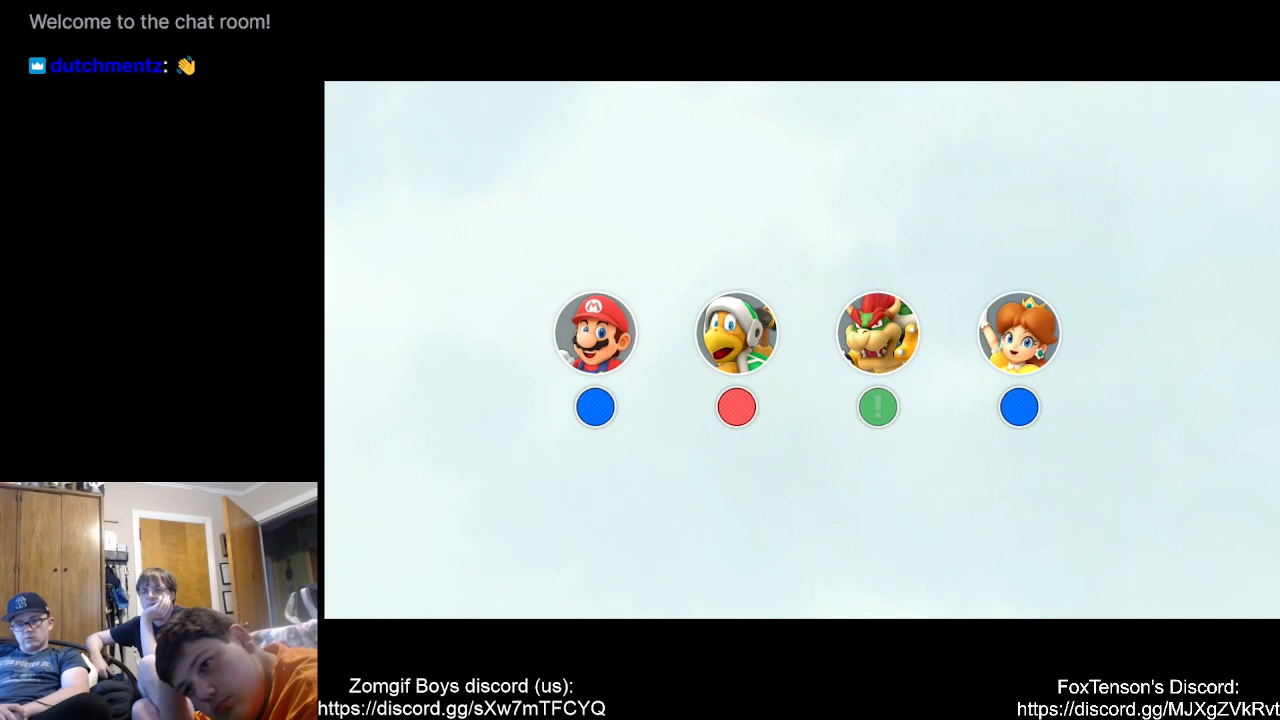 Welcome to the chat room!
dutchmentz: 👋
M
!
Zomgif Boys discord (us):
https://discord.gg/sXw7mTFCYQ
FoxTenson's Discord:
https://discord.gg/MJXgZVkRvt